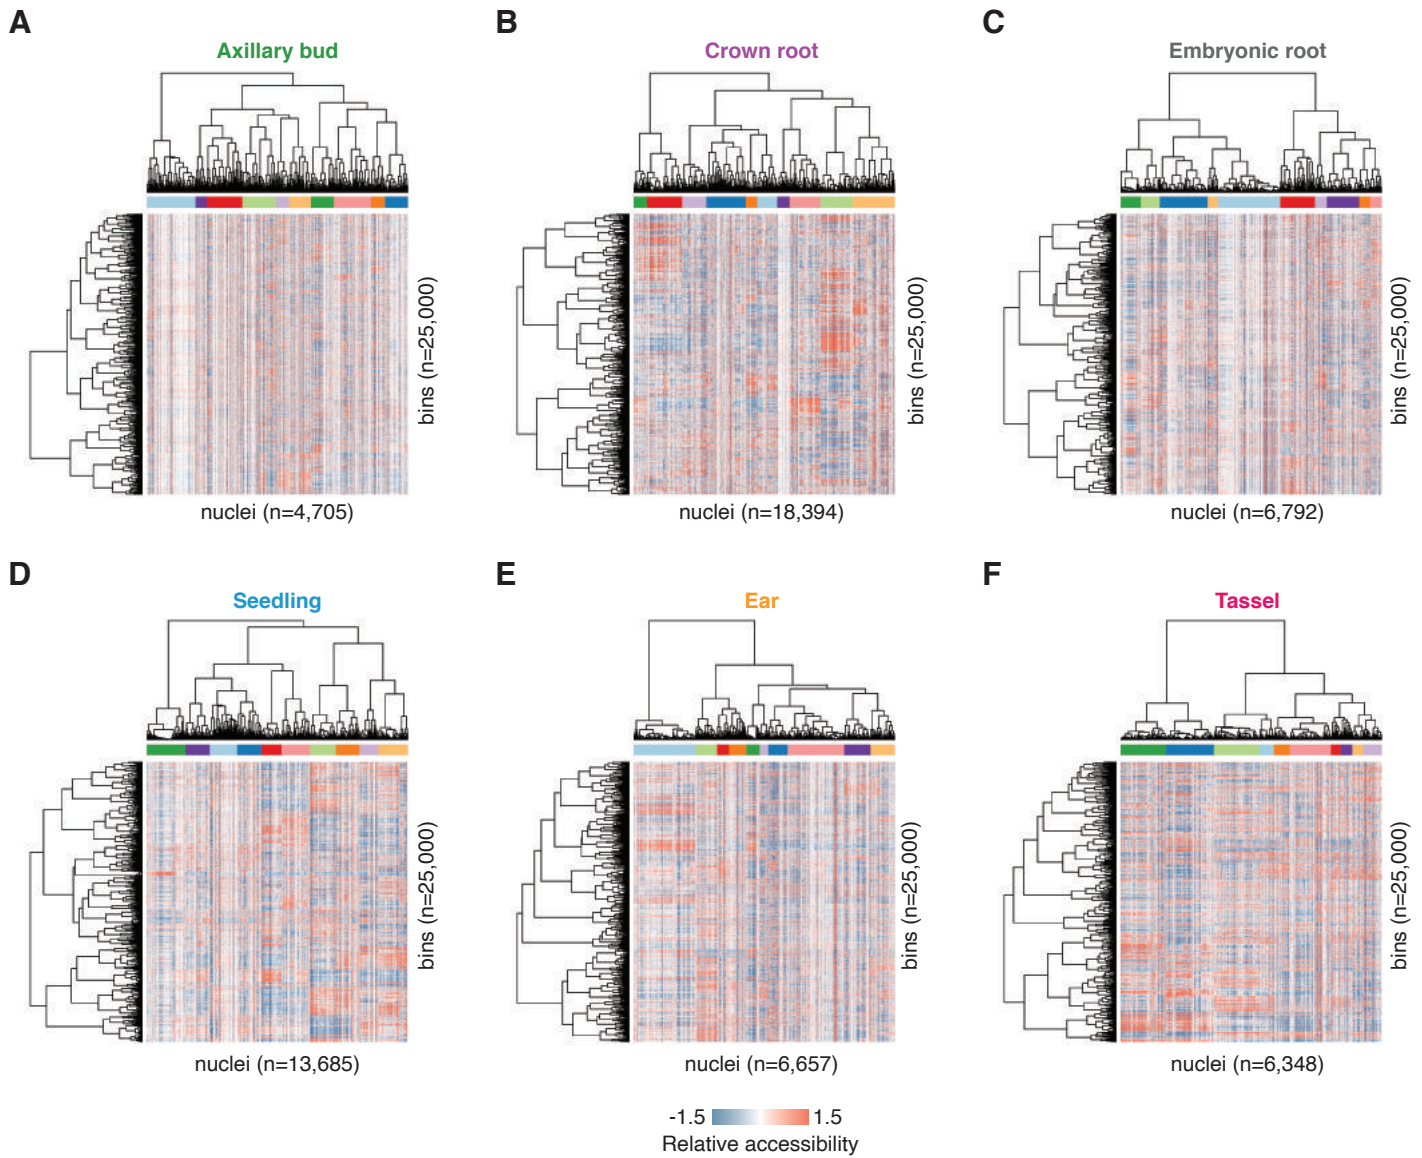 A
Axillary bud
bins (n=25,000)
nuclei (n=4,705)
B
Crown root
bins (n=25,000)
nuclei (n=18,394)
C
Embryonic root
bins (n=25,000)
nuclei (n=6,792)
D
Seedling
bins (n=25,000)
nuclei (n=13,685)
E
Ear
bins (n=25,000)
nuclei (n=6,657)
F
Tassel
bins (n=25,000)
nuclei (n=6,348)
-1.5 1.5
Relative accessibility